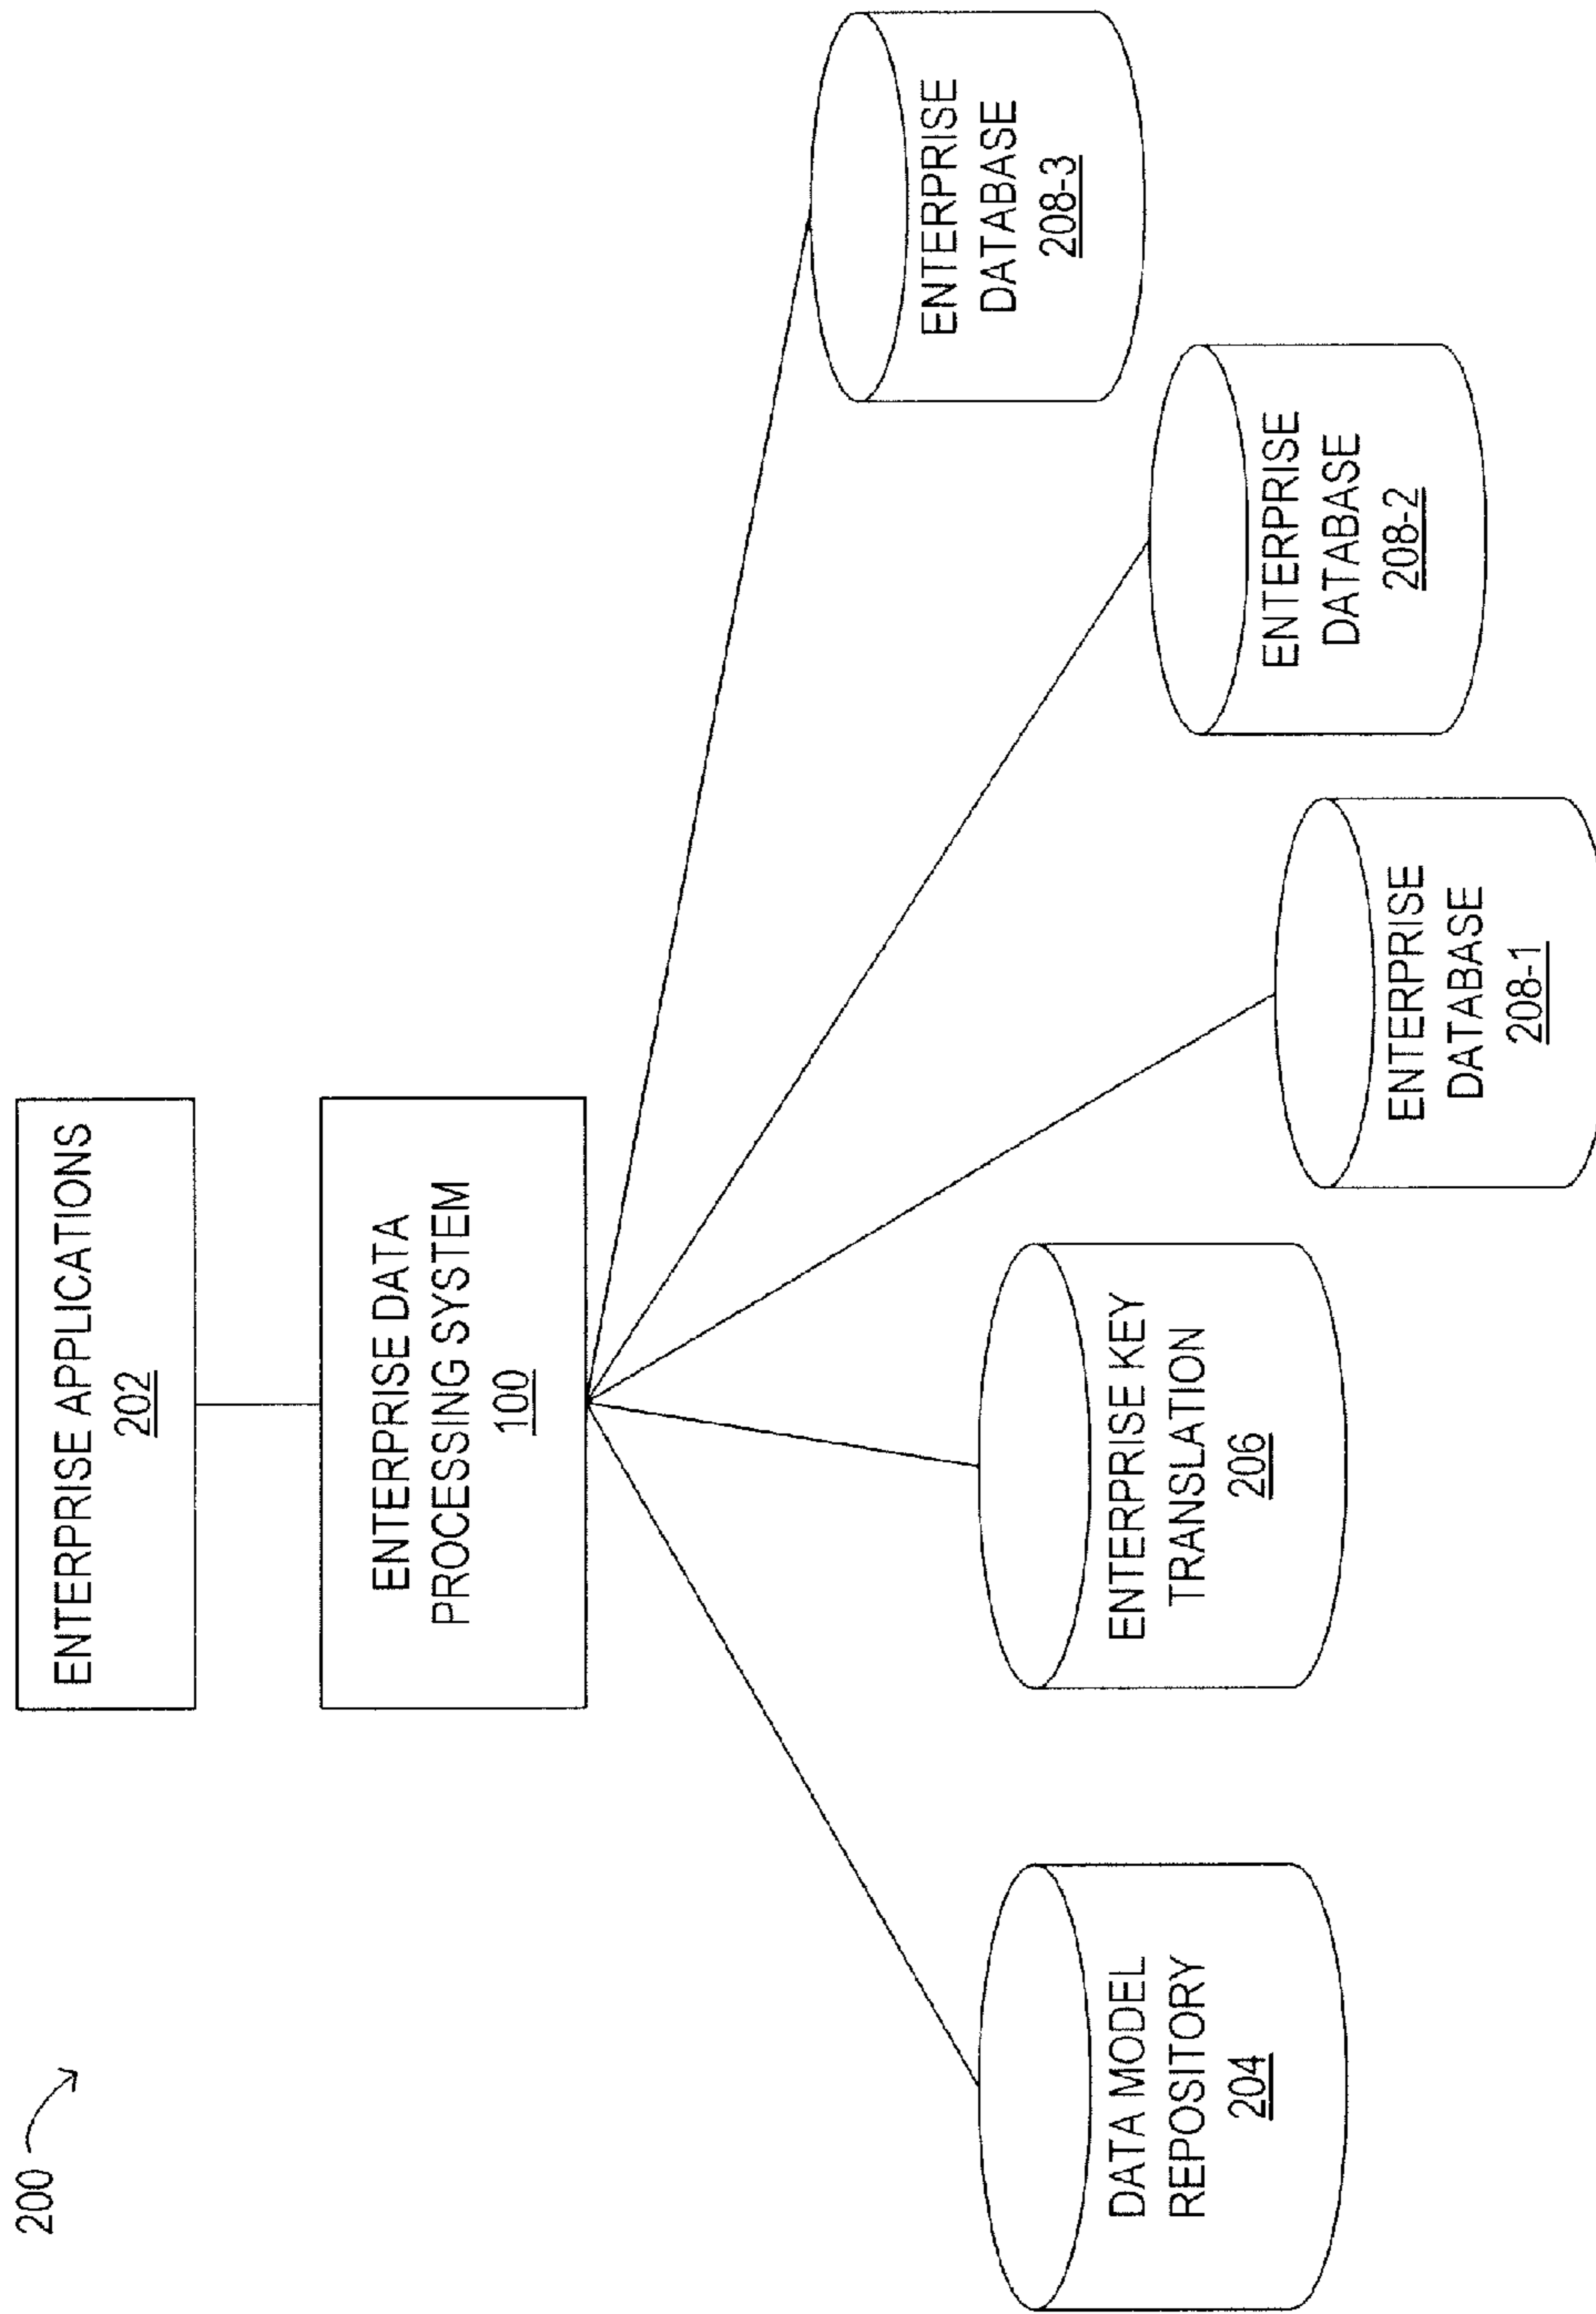 200
ENTERPRISE APPLICATIONS
202
ENTERPRISE DATA
PROCESSING SYSTEM
100
DATA MODEL
REPOSITORY
204
ENTERPRISE KEY
TRANSLATION
206
ENTERPRISE
DATABASE
208-1
ENTERPRISE
DATABASE
208-2
ENTERPRISE
DATABASE
208-3